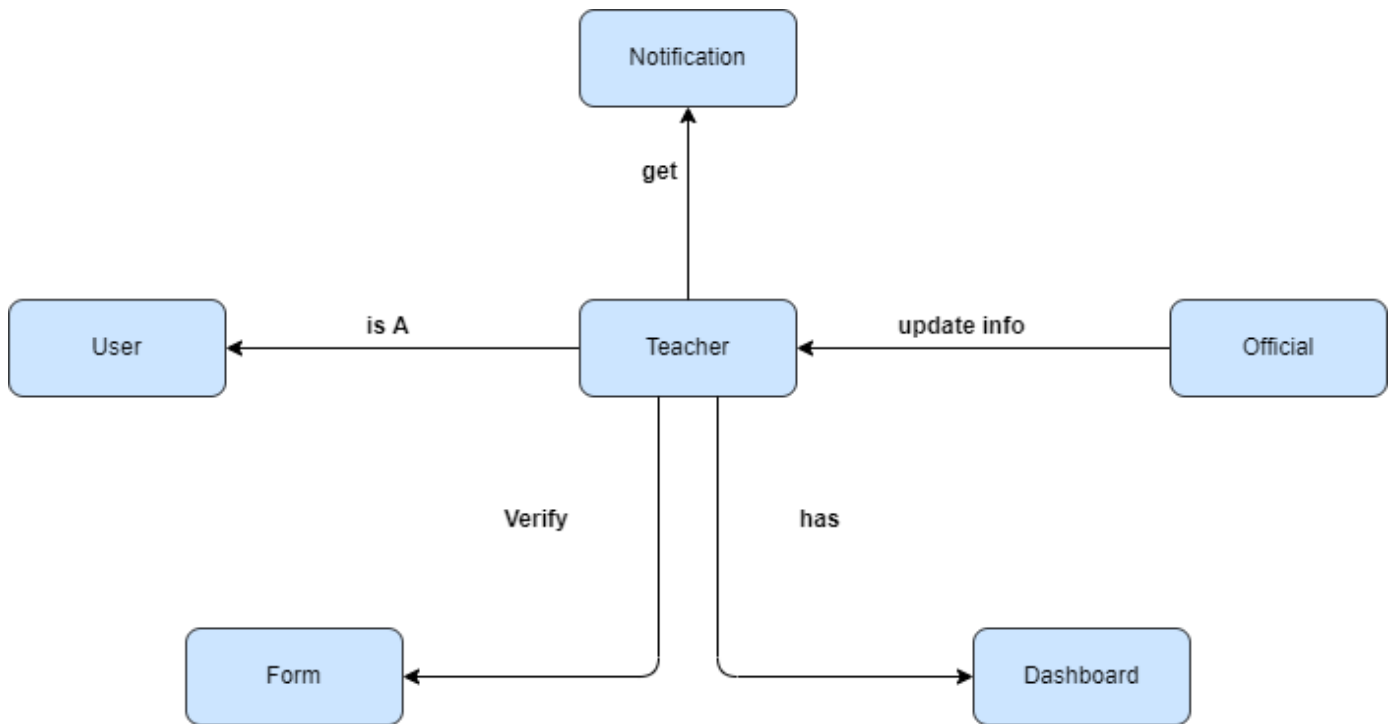 Notification
get
User
is A
Teacher
update info
Official
Verify
has
Form
Dashboard